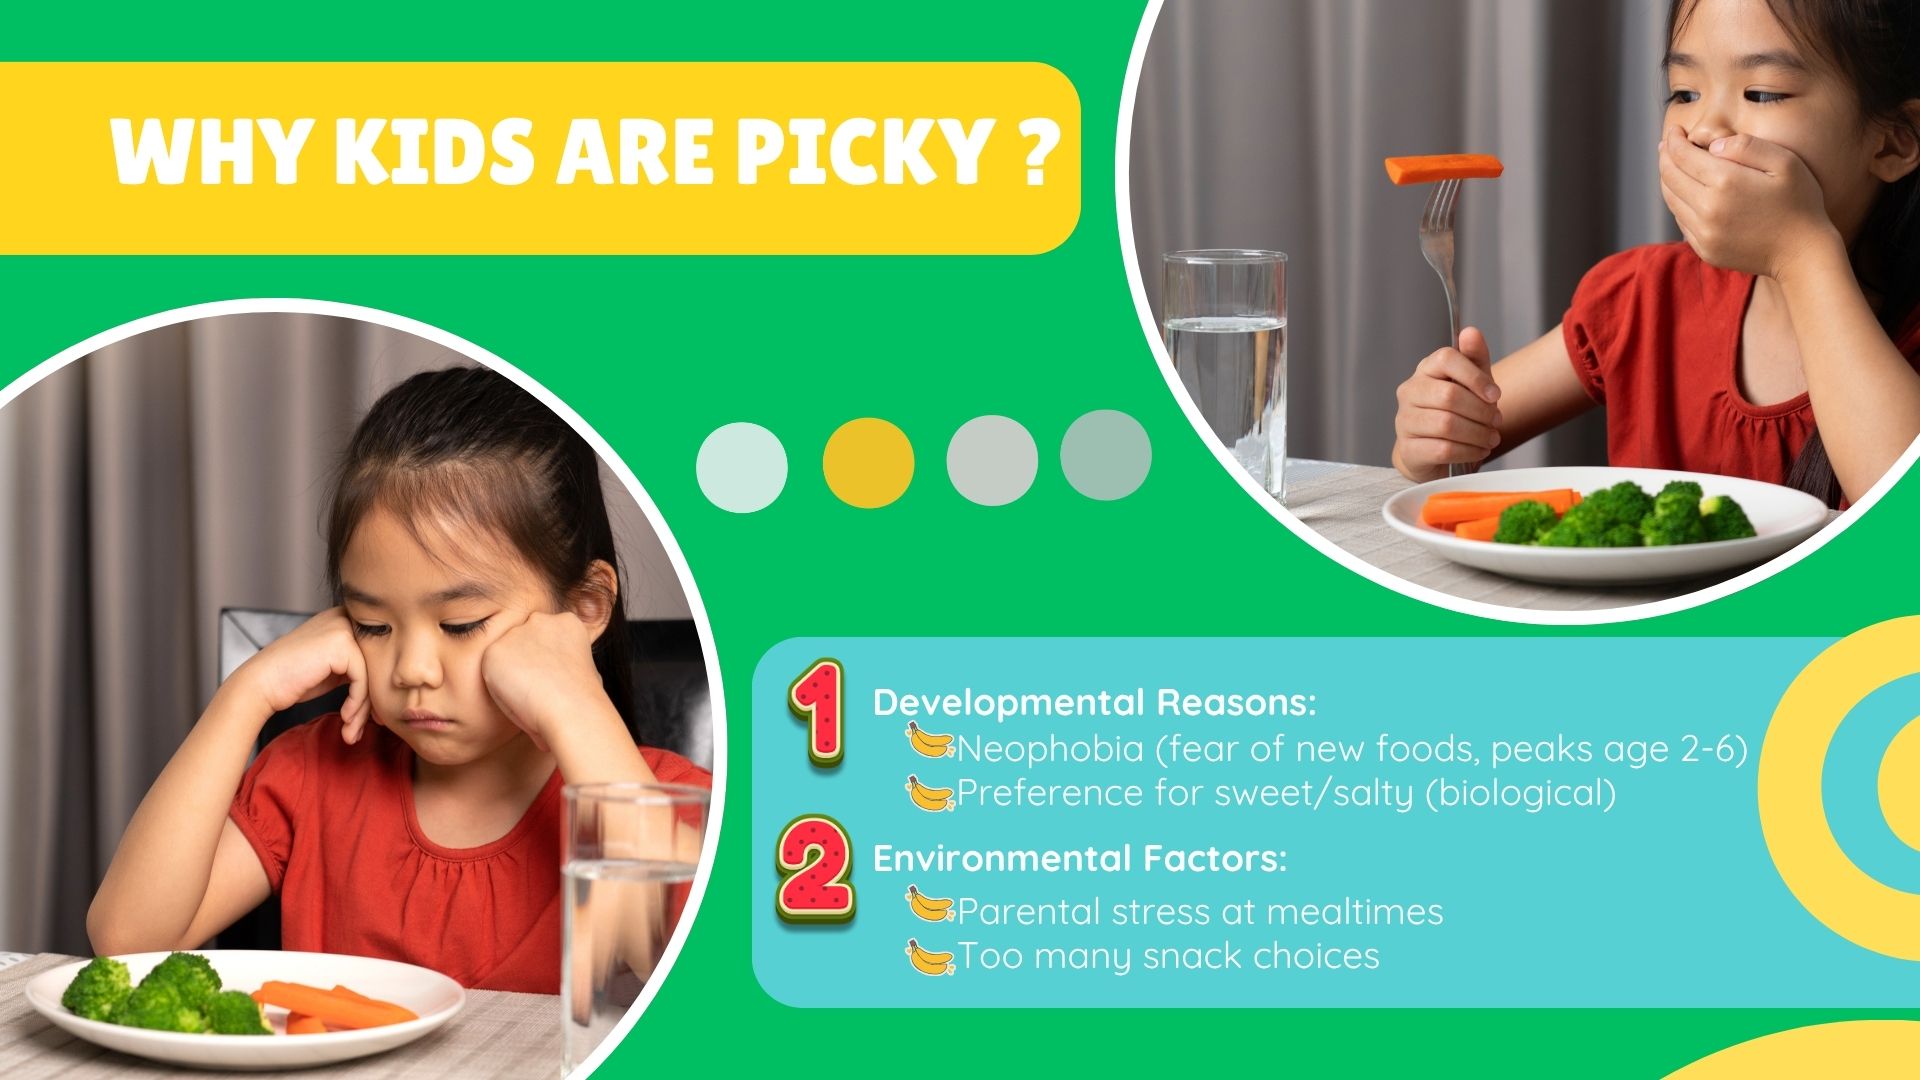 WHY KIDS ARE PICKY ?
1
Developmental Reasons:
Neophobia (fear of new foods, peaks age 2-6)
Preference for sweet/salty (biological)
2
Environmental Factors:
Parental stress at mealtimes
Too many snack choices